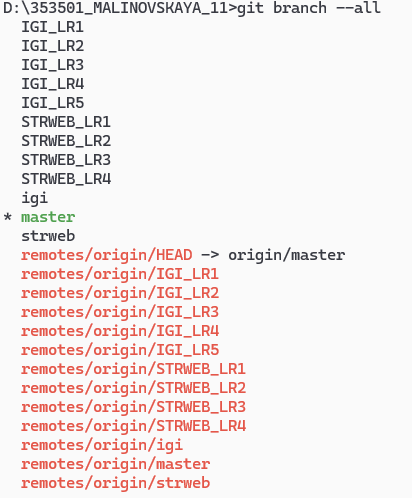 D:\353501_MALINOVSKAYA_11>git branch --all
IGI_LR1
IGI_LR2
IGI_LR3
IGI_LR4
IGI_LR5
STRWEB_LR1
STRWEB_LR2
STRWEB_LR3
STRWEB_LR4
igi
* master
strweb
remotes/origin/HEAD -> origin/master
remotes/origin/IGI_LR1
remotes/origin/IGI_LR2
remotes/origin/IGI_LR3
remotes/origin/IGI_LR4
remotes/origin/IGI_LR5
remotes/origin/STRWEB_LR1
remotes/origin/STRWEB_LR2
remotes/origin/STRWEB_LR3
remotes/origin/STRWEB_LR4
remotes/origin/igi
remotes/origin/master
remotes/origin/strweb